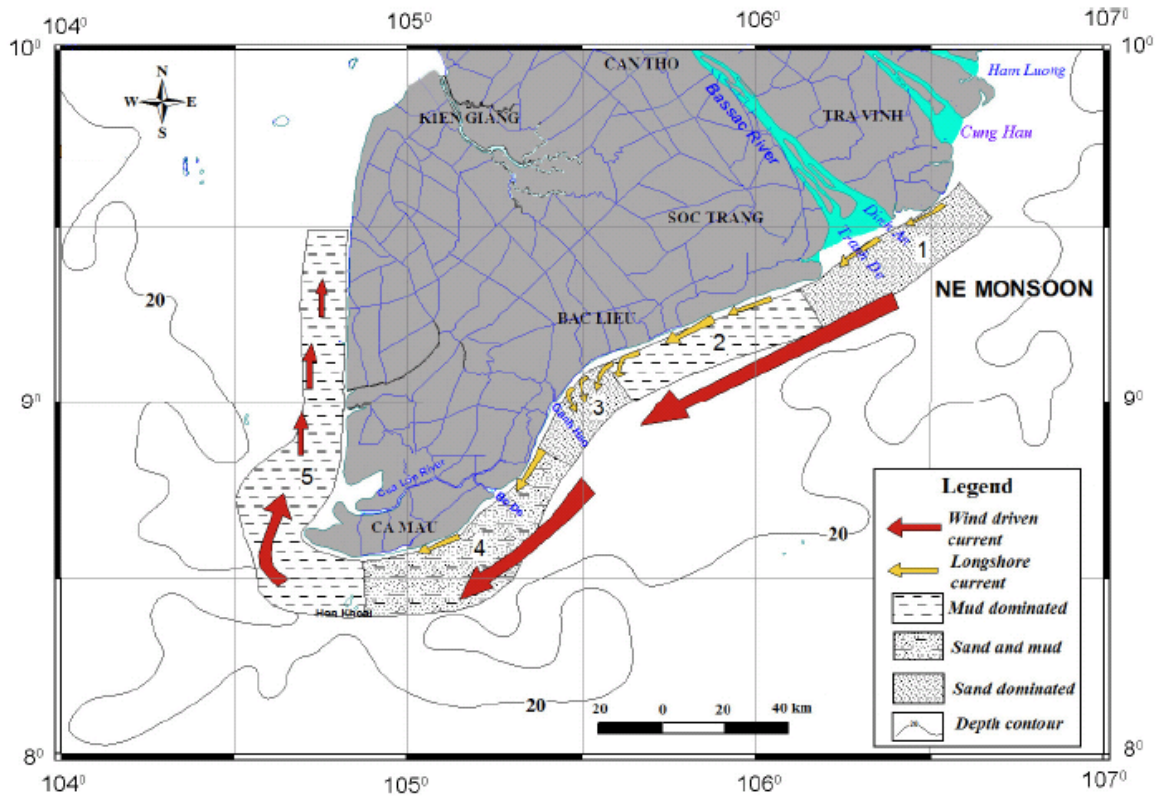 104⁰
105⁰
106⁰
107⁰
10⁰
10⁰
N
W
E
S
CAN THO
Ham Luong
KIEN GIANG
Bassac River
TRA VINH
Cung Hau
SOC TRANG
Dinh An
Tranh De
1
20
NE MONSOON
BAC LIEU
2
9⁰
9⁰
3
Ganh Hao
5
Cua Lon River
Bo De
CA MAU
4
20
Hon Khoai
20
20 0 20 40 km
Legend
Wind driven
current
Longshore
current
Mud dominated
Sand and mud
Sand dominated
20
Depth contour
8⁰
8⁰
104⁰
105⁰
106⁰
107⁰